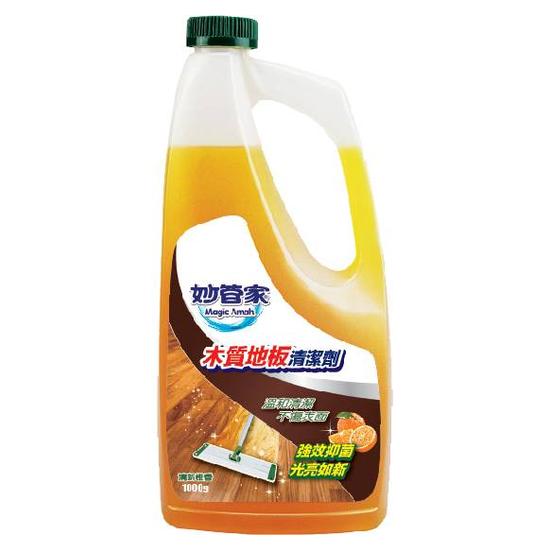 妙管家
Magic Amah
木質地板清潔劑
溫和清潔
不傷表面
強效抑菌
光亮如新
清新橙香
1000g